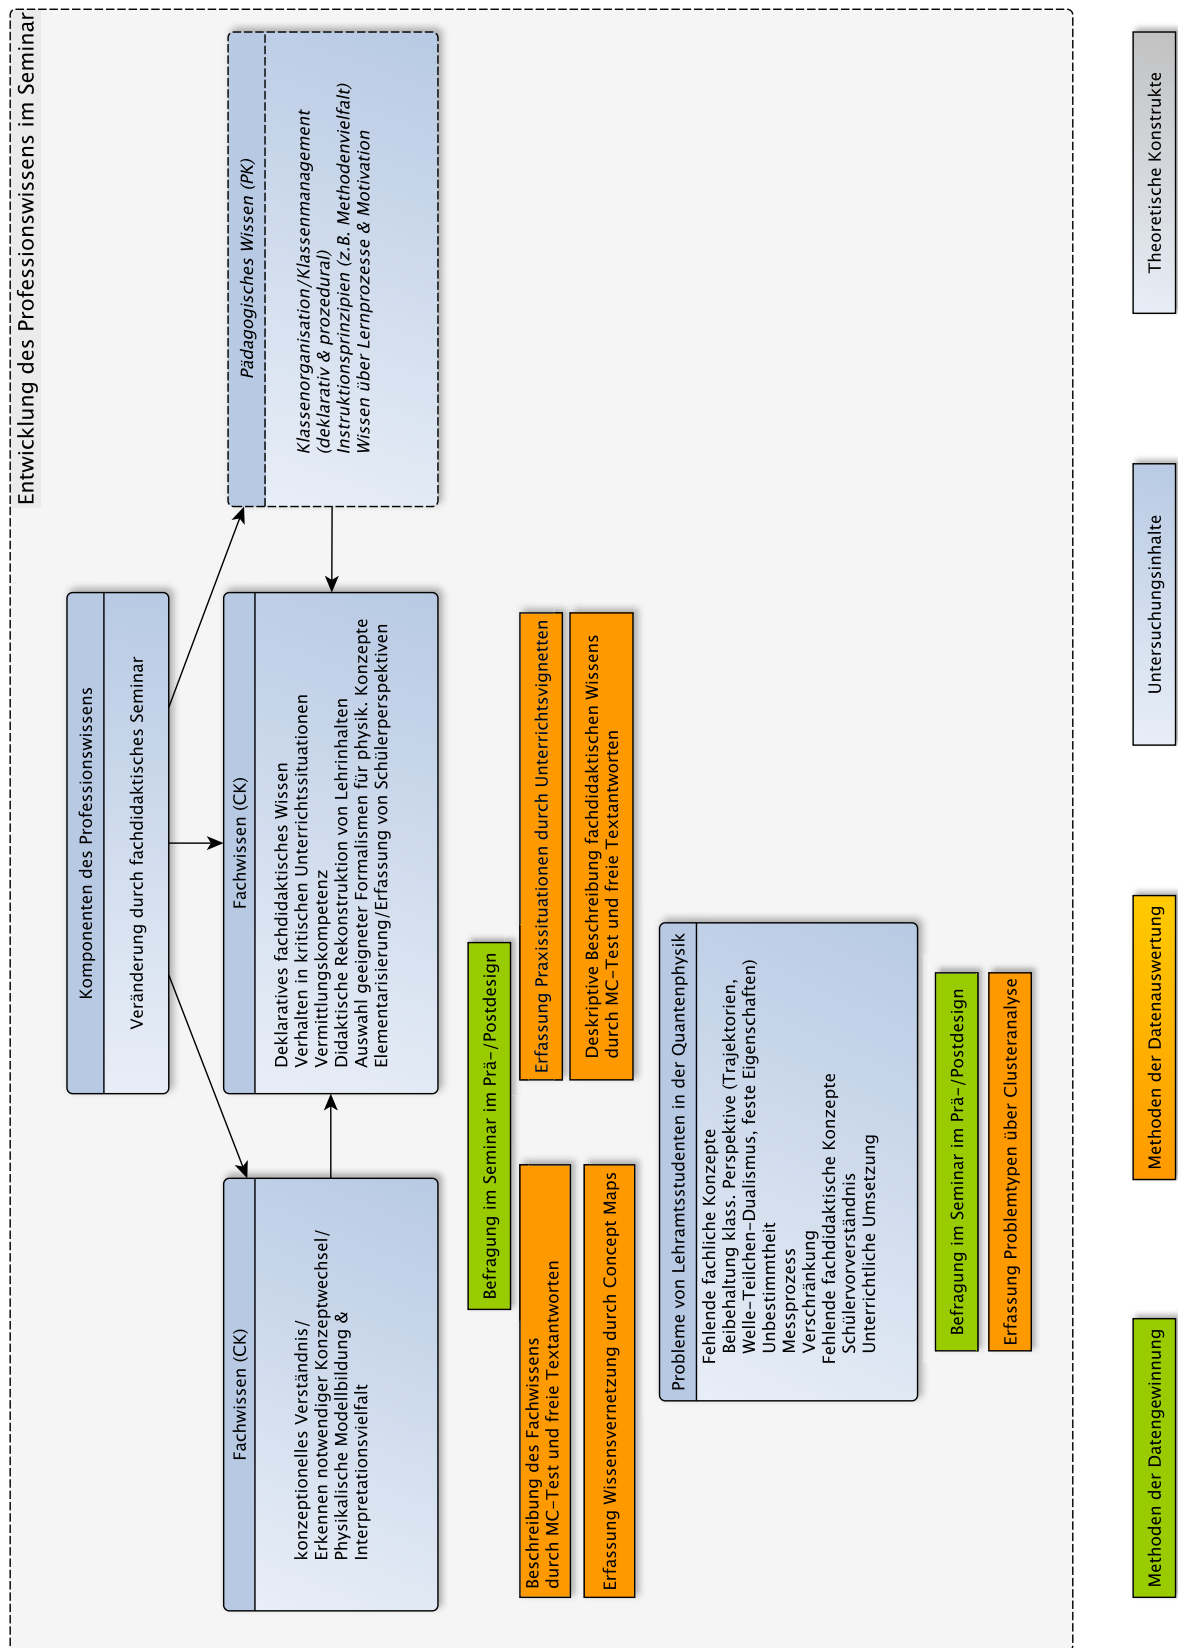 Entwicklung des Professionswissens im Seminar
Komponenten des Professionswissens
Veränderung durch fachdidaktisches Seminar
Fachwissen (CK)
konzeptionelles Verständnis/
Erkennen notwendiger Konzeptwechsel/
Physikalische Modellbildung &
Interpretationsvielfalt
Fachwissen (CK)
Deklaratives fachdidaktisches Wissen
Verhalten in kritischen Unterrichtssituationen
Vermittlungskompetenz
Didaktische Rekonstruktion von Lehrinhalten
Auswahl geeigneter Formalismen für physik. Konzepte
Elementarisierung/Erfassung von Schülerperspektiven
Pädagogisches Wissen (PK)
Klassenorganisation/Klassenmanagement
(deklarativ & prozedural)
Instruktionsprinzipien (z.B. Methodenvielfalt)
Wissen über Lernprozesse & Motivation
Befragung im Seminar im Prä-/Postdesign
Beschreibung des Fachwissens
durch MC-Test und freie Textantworten
Erfassung Wissensvernetzung durch Concept Maps
Erfassung Praxissituationen durch Unterrichtsvignetten
Deskriptive Beschreibung fachdidaktischen Wissens
durch MC-Test und freie Textantworten
Probleme von Lehramtsstudenten in der Quantenphysik
Fehlende fachliche Konzepte
Beibehaltung klass. Perspektive (Trajektorien,
Welle-Teilchen-Dualismus, feste Eigenschaften)
Unbestimmtheit
Messprozess
Verschränkung
Fehlende fachdidaktische Konzepte
Schülervorverständnis
Unterrichtliche Umsetzung
Befragung im Seminar im Prä-/Postdesign
Erfassung Problemtypen über Clusteranalyse
Methoden der Datengewinnung
Methoden der Datenauswertung
Untersuchungsinhalte
Theoretische Konstrukte